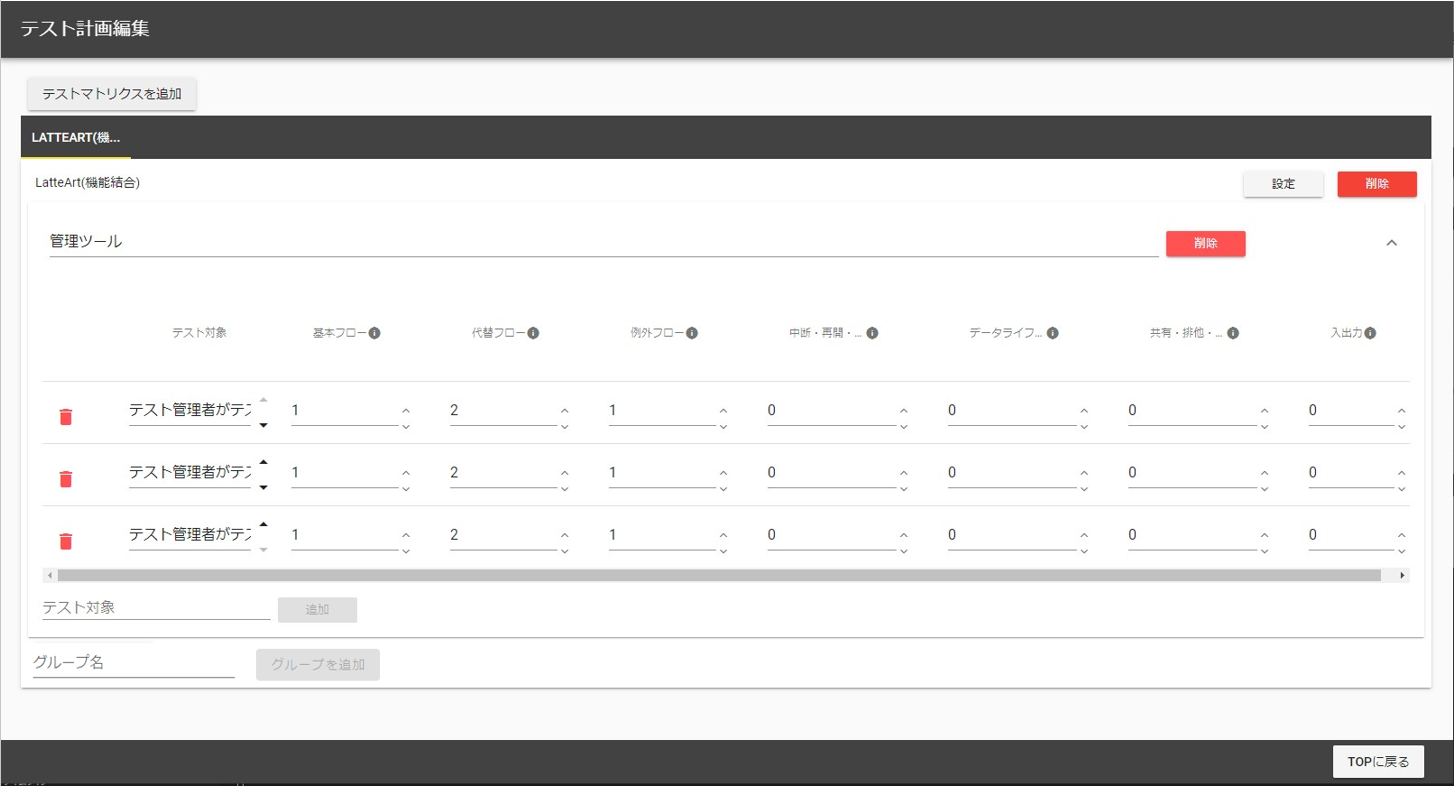 テスト計画編集
テストマトリクスを追加
LATTEART(機...
LatteArt(機能結合)
設定
削除
管理ツール
削除
テスト対象 基本フロー 代替フロー 例外フロー 中断・再開・... データライフ... 共有・排他・... 入出力
テスト管理者がテス 1 2 1 0 0 0 0
テスト管理者がテス 1 2 1 0 0 0 0
テスト管理者がテス 1 2 1 0 0 0 0
テスト対象 追加
グループ名 グループを追加
TOPに戻る